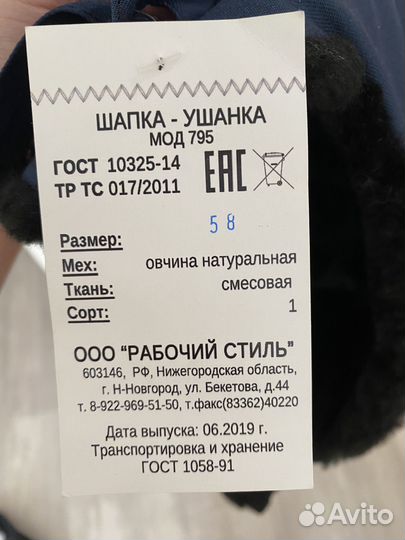 ШАПКА - УШАНКА
МОД 795
ГОСТ 10325-14
ТР ТС 017/2011
EAC
Размер: 58
Мех: овчина натуральная
Ткань: смесовая
Сорт: 1
ООО "РАБОЧИЙ СТИЛЬ"
603146, РФ, Нижегородская область,
г. Н-Новгород, ул. Бекетова, д.44
т. 8-922-969-51-50, т.факс(83362)40220
Дата выпуска: 06.2019 г.
Транспортировка и хранение
ГОСТ 1058-91
Avito